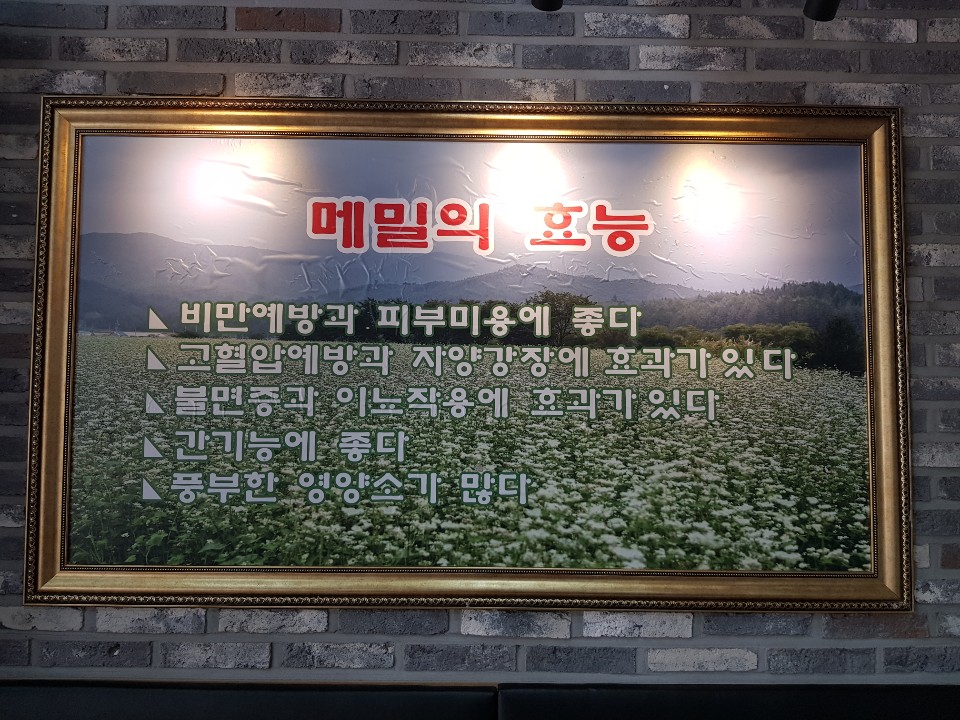 메밀의 효능
비만예방과 피부미용에 좋다
고혈압예방과 자양강장에 효과가 있다
불면증과 이뇨작용에 효과가 있다
간기능에 좋다
풍부한 영양소가 많다